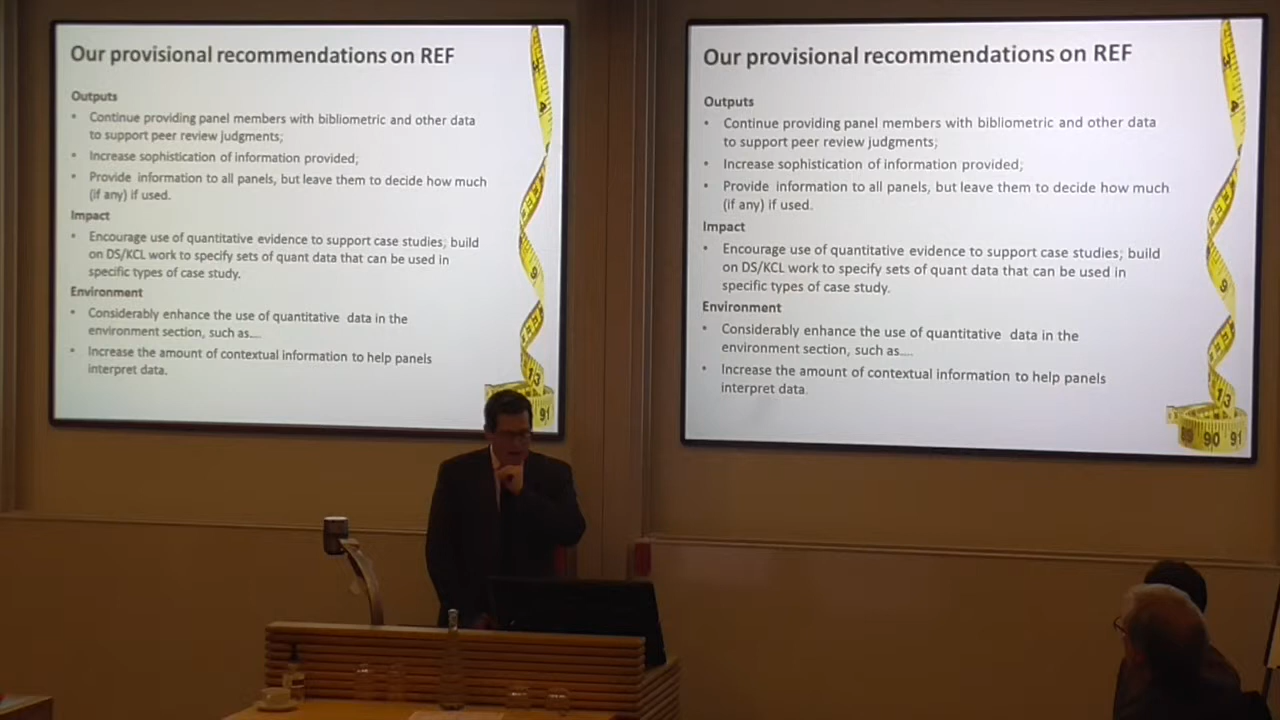 Our provisional recommendations on REF
Outputs
• Continue providing panel members with bibliometric and other data
to support peer review judgments;
• Increase sophistication of information provided;
• Provide information to all panels, but leave them to decide how much
(if any) if used.
Impact
• Encourage use of quantitative evidence to support case studies; build
on DS/KCL work to specify sets of quant data that can be used in
specific types of case study.
Environment
• Considerably enhance the use of quantitative data in the
environment section, such as....
• Increase the amount of contextual information to help panels
interpret data.
9
13
91
Our provisional recommendations on REF
Outputs
• Continue providing panel members with bibliometric and other data
to support peer review judgments;
• Increase sophistication of information provided;
• Provide information to all panels, but leave them to decide how much
(if any) if used.
Impact
• Encourage use of quantitative evidence to support case studies; build
on DS/KCL work to specify sets of quant data that can be used in
specific types of case study.
Environment
• Considerably enhance the use of quantitative data in the
environment section, such as....
• Increase the amount of contextual information to help panels
interpret data.
9
13
89 90 91